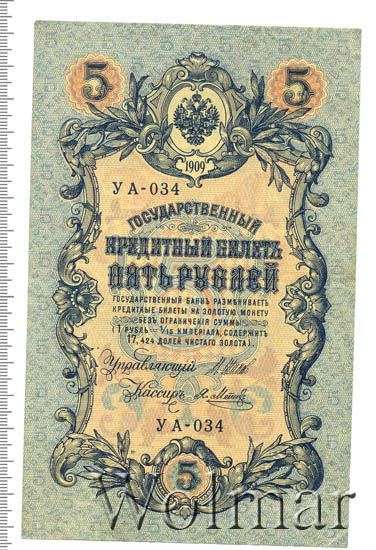 5 5
1909
УА-034
ГОСУДАРСТВЕННЫЙ
КРЕДИТНЫЙ БИЛЕТЪ
ПЯТЬ РУБЛЕЙ
ГОСУДАРСТВЕННЫЙ БАНКЪ РАЗМѢНИВАЕТЪ
КРЕДИТНЫЕ БИЛЕТЫ НА ЗОЛОТУЮ МОНЕТУ
БЕЗЪ ОГРАНИЧЕНІЯ СУММЫ
(1 РУБЛЬ = 1/15 ИМПЕРІАЛА, СОДЕРЖИТЪ
17,424 ДОЛЕЙ ЧИСТАГО ЗОЛОТА)
Управляющій
Кассиръ
УА-034
5
Wolmar